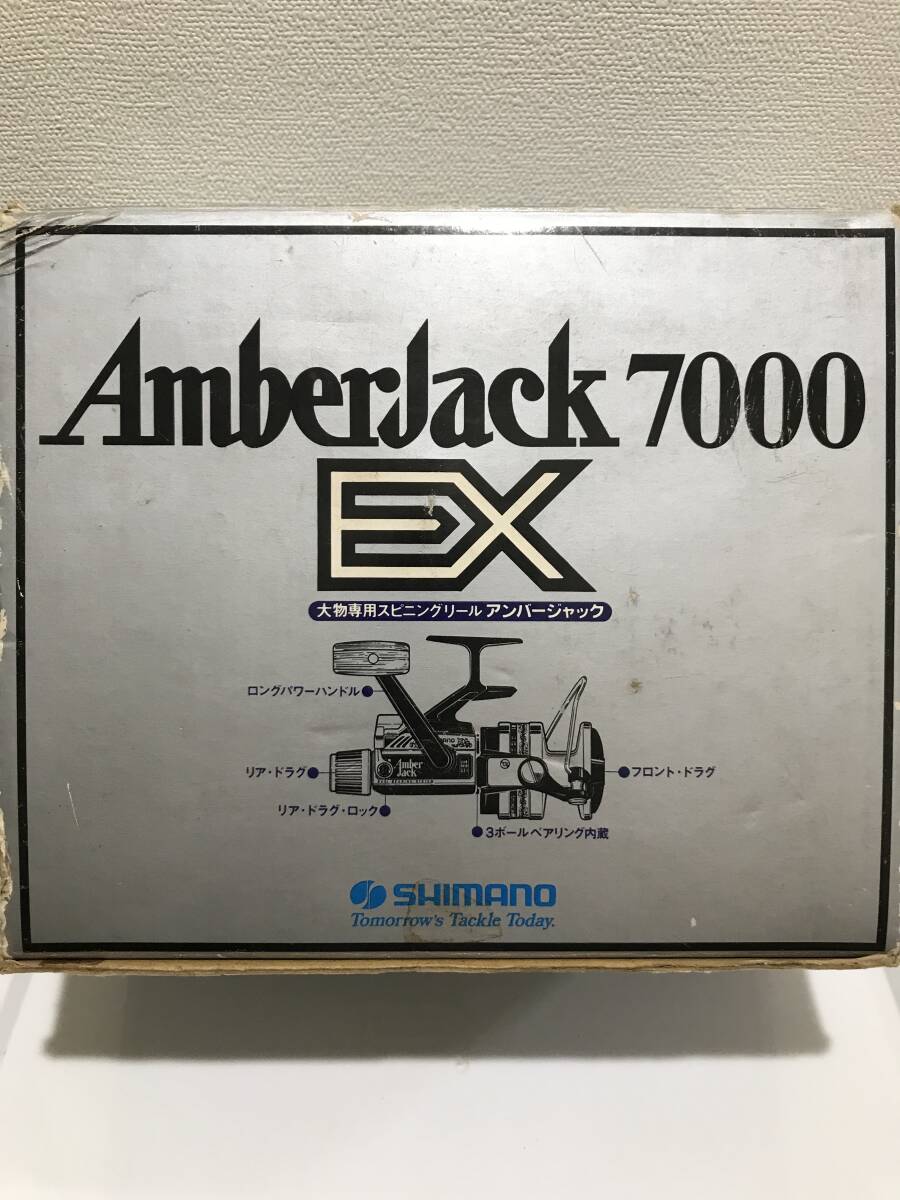 AmberJack 7000
EX
大物専用スピニングリール アンバージャック
ロングパワーハンドル
リア・ドラグ
フロント・ドラグ
Amber
Jack
リア・ドラグ・ロック
3ボールベアリング内蔵
SHIMANO
Tomorrow's Tackle Today.